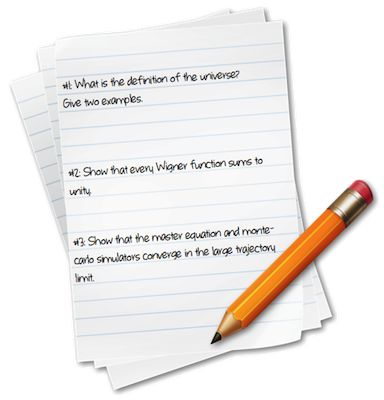 #1: What is the definition of the universe?
Give two examples.
#2: Show that every Wigner function sums to
unity.
#3: Show that the master equation and monte-
carlo simulators converge in the large trajectory
limit.